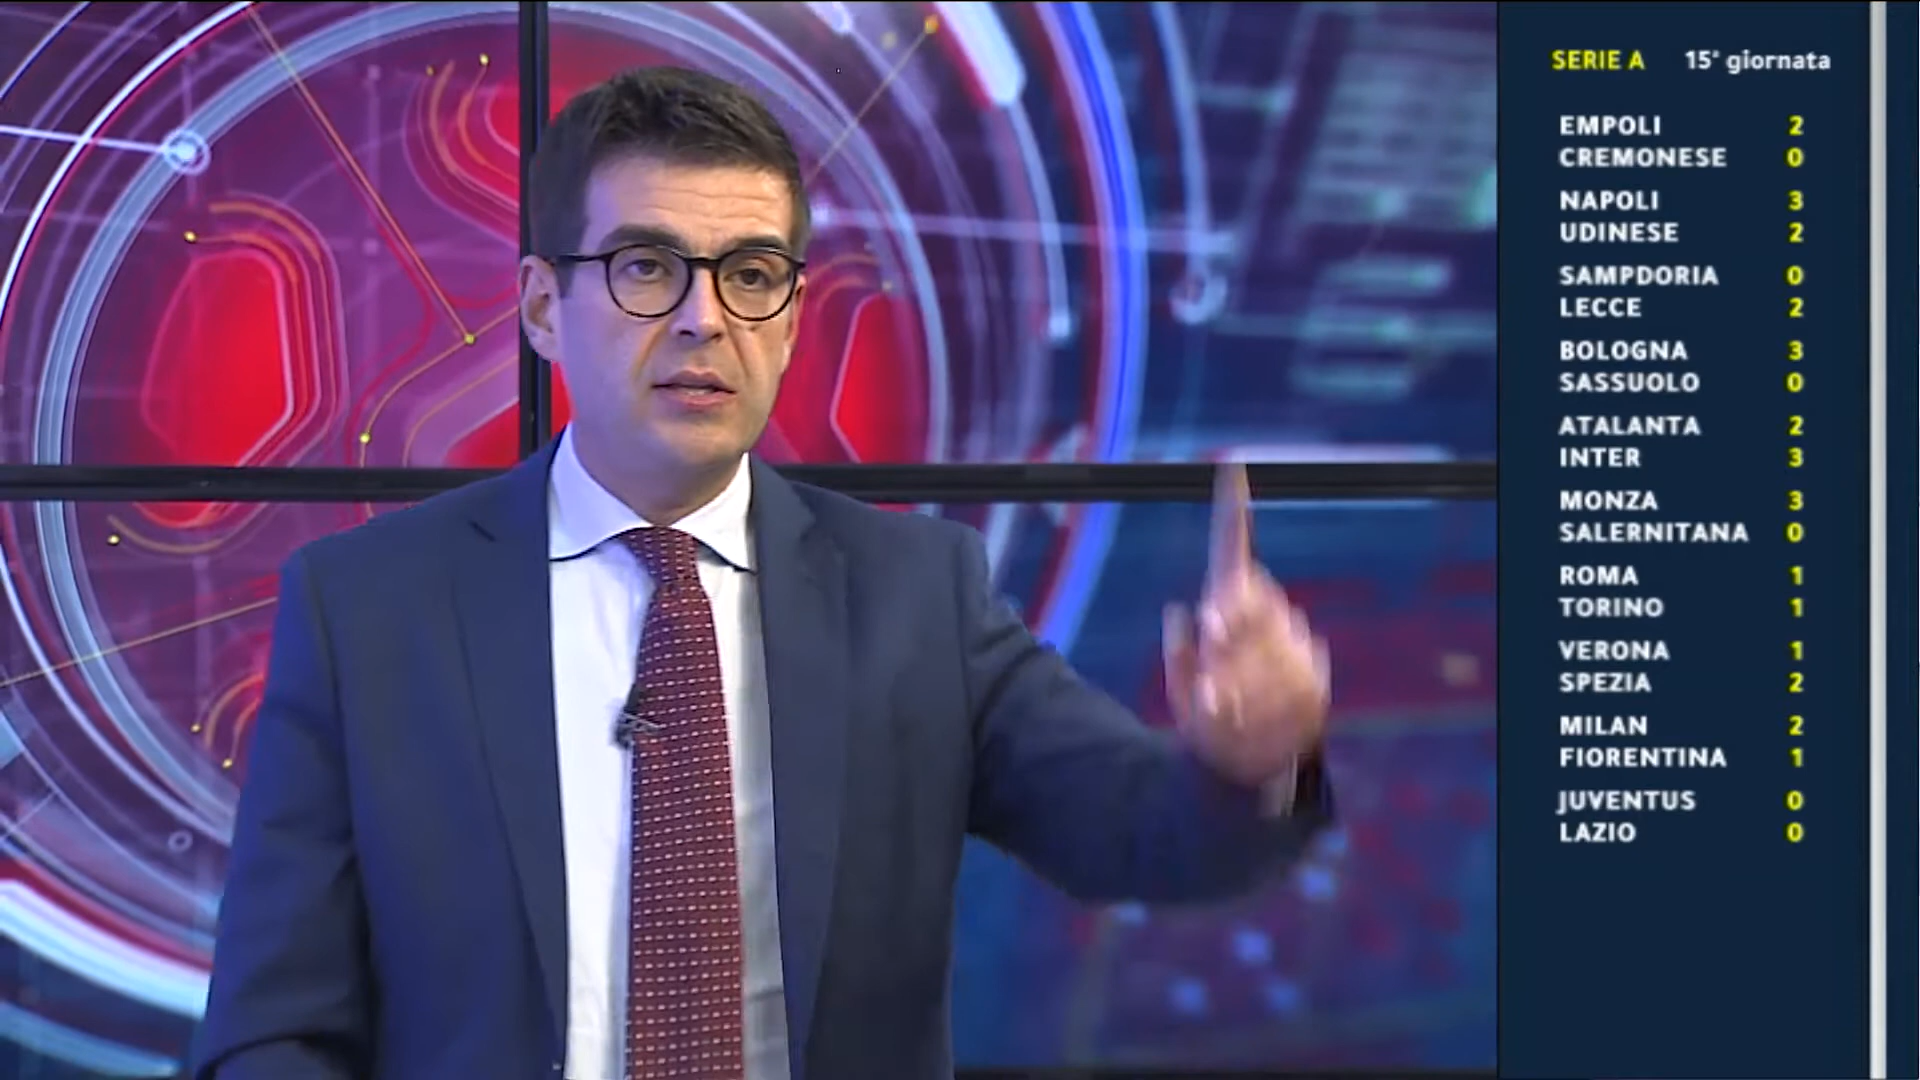 SERIE A 15ª giornata
EMPOLI 2
CREMONESE 0
NAPOLI 3
UDINESE 2
SAMPDORIA 0
LECCE 2
BOLOGNA 3
SASSUOLO 0
ATALANTA 2
INTER 3
MONZA 3
SALERNITANA 0
ROMA 1
TORINO 1
VERONA 1
SPEZIA 2
MILAN 2
FIORENTINA 1
JUVENTUS 0
LAZIO 0